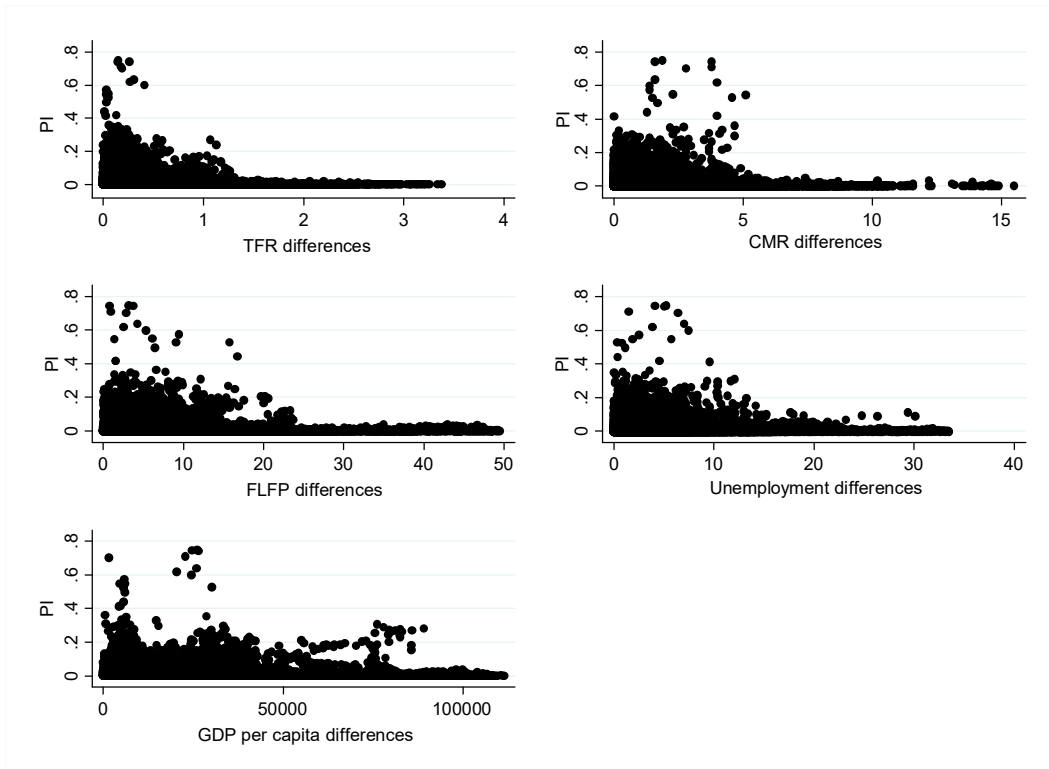 PI
.8
.6
.4
.2
0
0 1 2 3 4
TFR differences
PI
.8
.6
.4
.2
0
0 5 10 15
CMR differences
PI
.8
.6
.4
.2
0
0 10 20 30 40 50
FLFP differences
PI
.8
.6
.4
.2
0
0 10 20 30 40
Unemployment differences
PI
.8
.6
.4
.2
0
0 50000 100000
GDP per capita differences